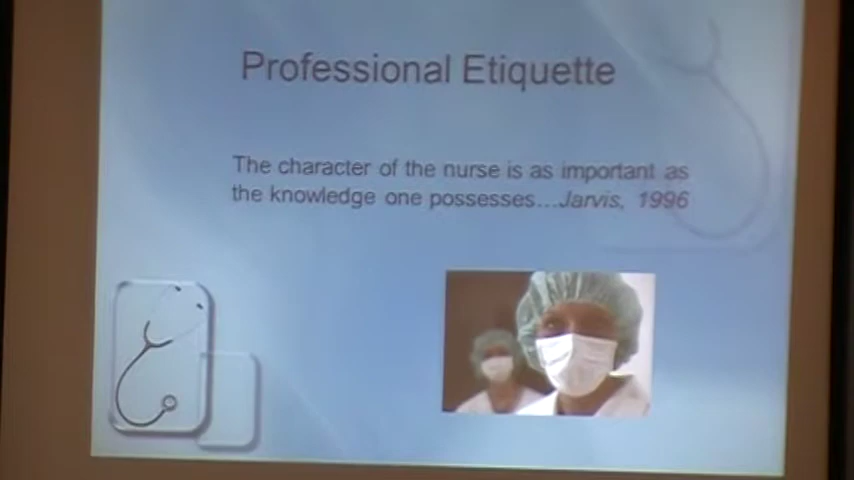 Professional Etiquette
The character of the nurse is as important as
the knowledge one possesses...Jarvis, 1996